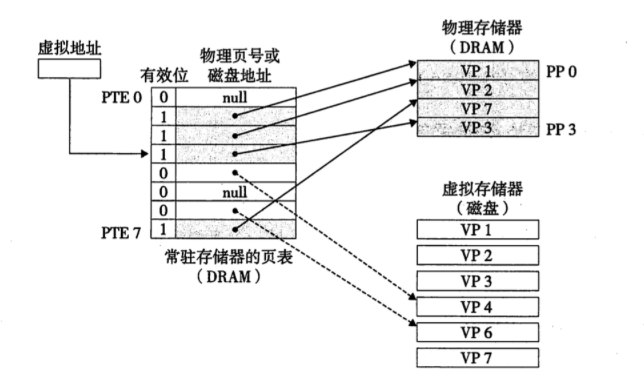 虚拟地址
有效位
物理页号或
磁盘地址
PTE 0
0
null
1
1
1
0
0
null
0
PTE 7
1
常驻存储器的页表
(DRAM)
物理存储器
(DRAM)
VP 1
PP 0
VP 2
VP 7
VP 3
PP 3
虚拟存储器
(磁盘)
VP 1
VP 2
VP 3
VP 4
VP 6
VP 7